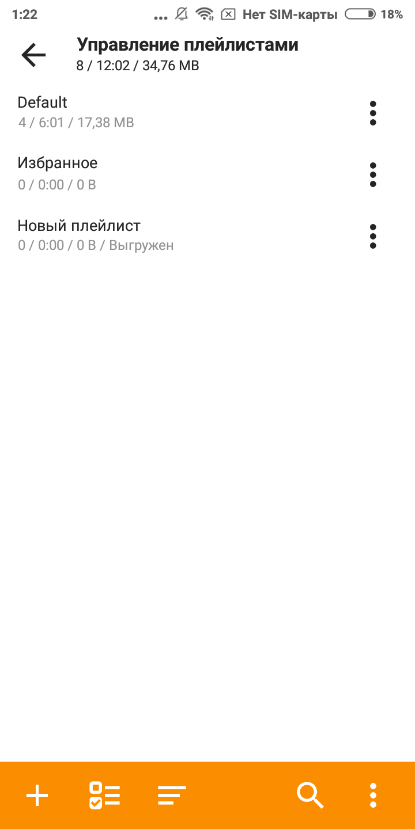 1:22 ... Нет SIM-карты 18%
Управление плейлистами
8 / 12:02 / 34,76 MB
Default
4 / 6:01 / 17,38 MB
Избранное
0 / 0:00 / 0 B
Новый плейлист
0 / 0:00 / 0 B / Выгружен